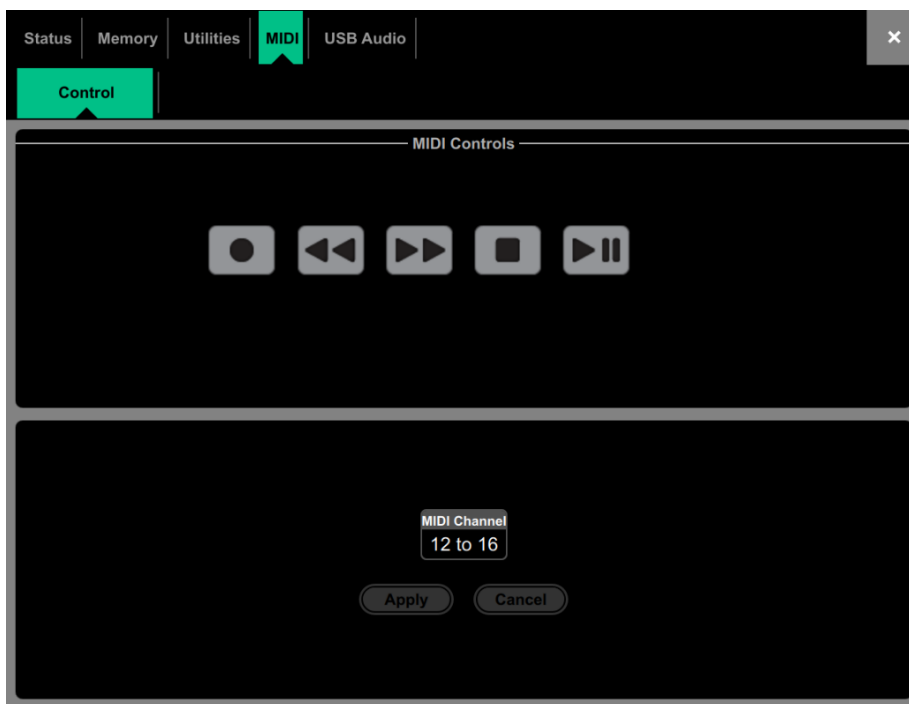 Status Memory Utilities MIDI USB Audio ×
Control
MIDI Controls
MIDI Channel
12 to 16
Apply Cancel